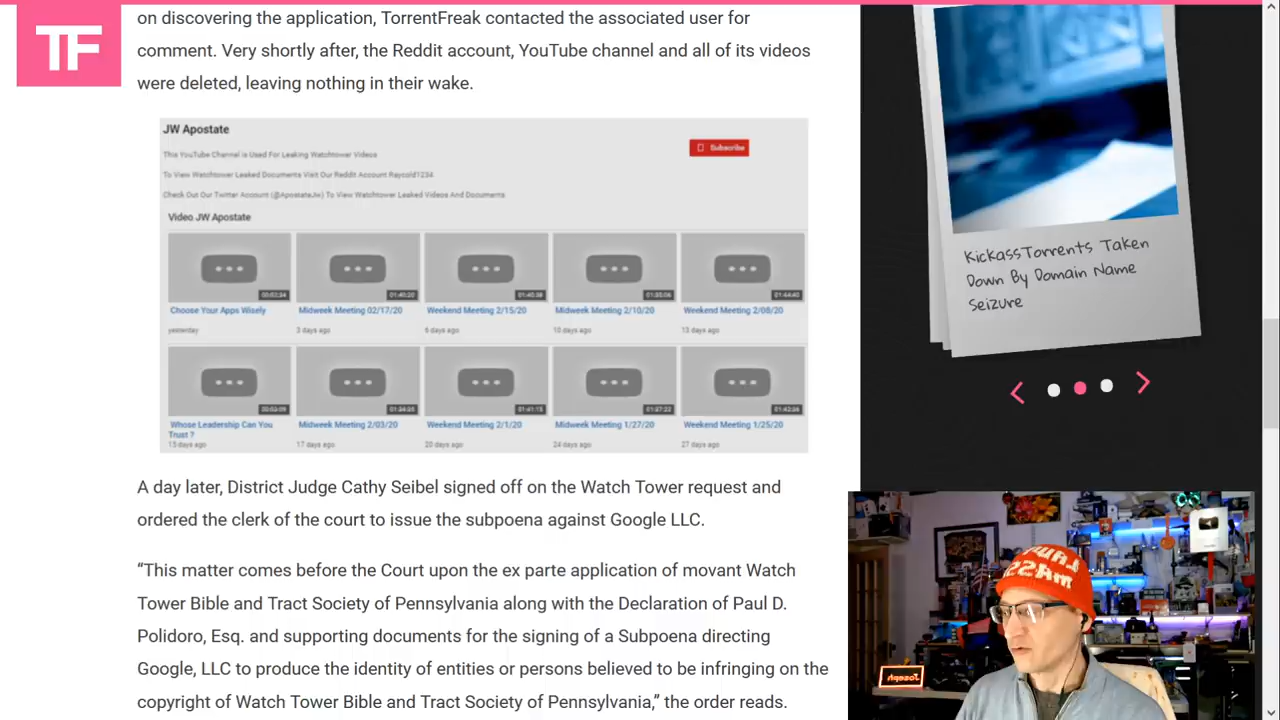 TF
on discovering the application, TorrentFreak contacted the associated user for
comment. Very shortly after, the Reddit account, YouTube channel and all of its videos
were deleted, leaving nothing in their wake.
JW Apostate
This YouTube Channel is Used For Leaking Watchtower Videos
Subscribe
To View Watchtower Leaked Documents Visit Our Reddit Account Raycold1234
Check Out Our Twitter Account (@ApostateJw) To View Watchtower Leaked Videos And Documents
Video JW Apostate
Choose Your Apps Wisely
Midweek Meeting 02/17/20
Weekend Meeting 2/15/20
Midweek Meeting 2/10/20
Weekend Meeting 2/08/20
yesterday
3 days ago
6 days ago
10 days ago
13 days ago
Whose Leadership Can You
Trust ?
Midweek Meeting 2/03/20
Weekend Meeting 2/1/20
Midweek Meeting 1/27/20
Weekend Meeting 1/25/20
15 days ago
17 days ago
20 days ago
24 days ago
27 days ago
A day later, District Judge Cathy Seibel signed off on the Watch Tower request and
ordered the clerk of the court to issue the subpoena against Google LLC.
“This matter comes before the Court upon the ex parte application of movant Watch
Tower Bible and Tract Society of Pennsylvania along with the Declaration of Paul D.
Polidoro, Esq. and supporting documents for the signing of a Subpoena directing
Google, LLC to produce the identity of entities or persons believed to be infringing on the
copyright of Watch Tower Bible and Tract Society of Pennsylvania,” the order reads.
KickassTorrents Taken
Down By Domain Name
Seizure
Joseph